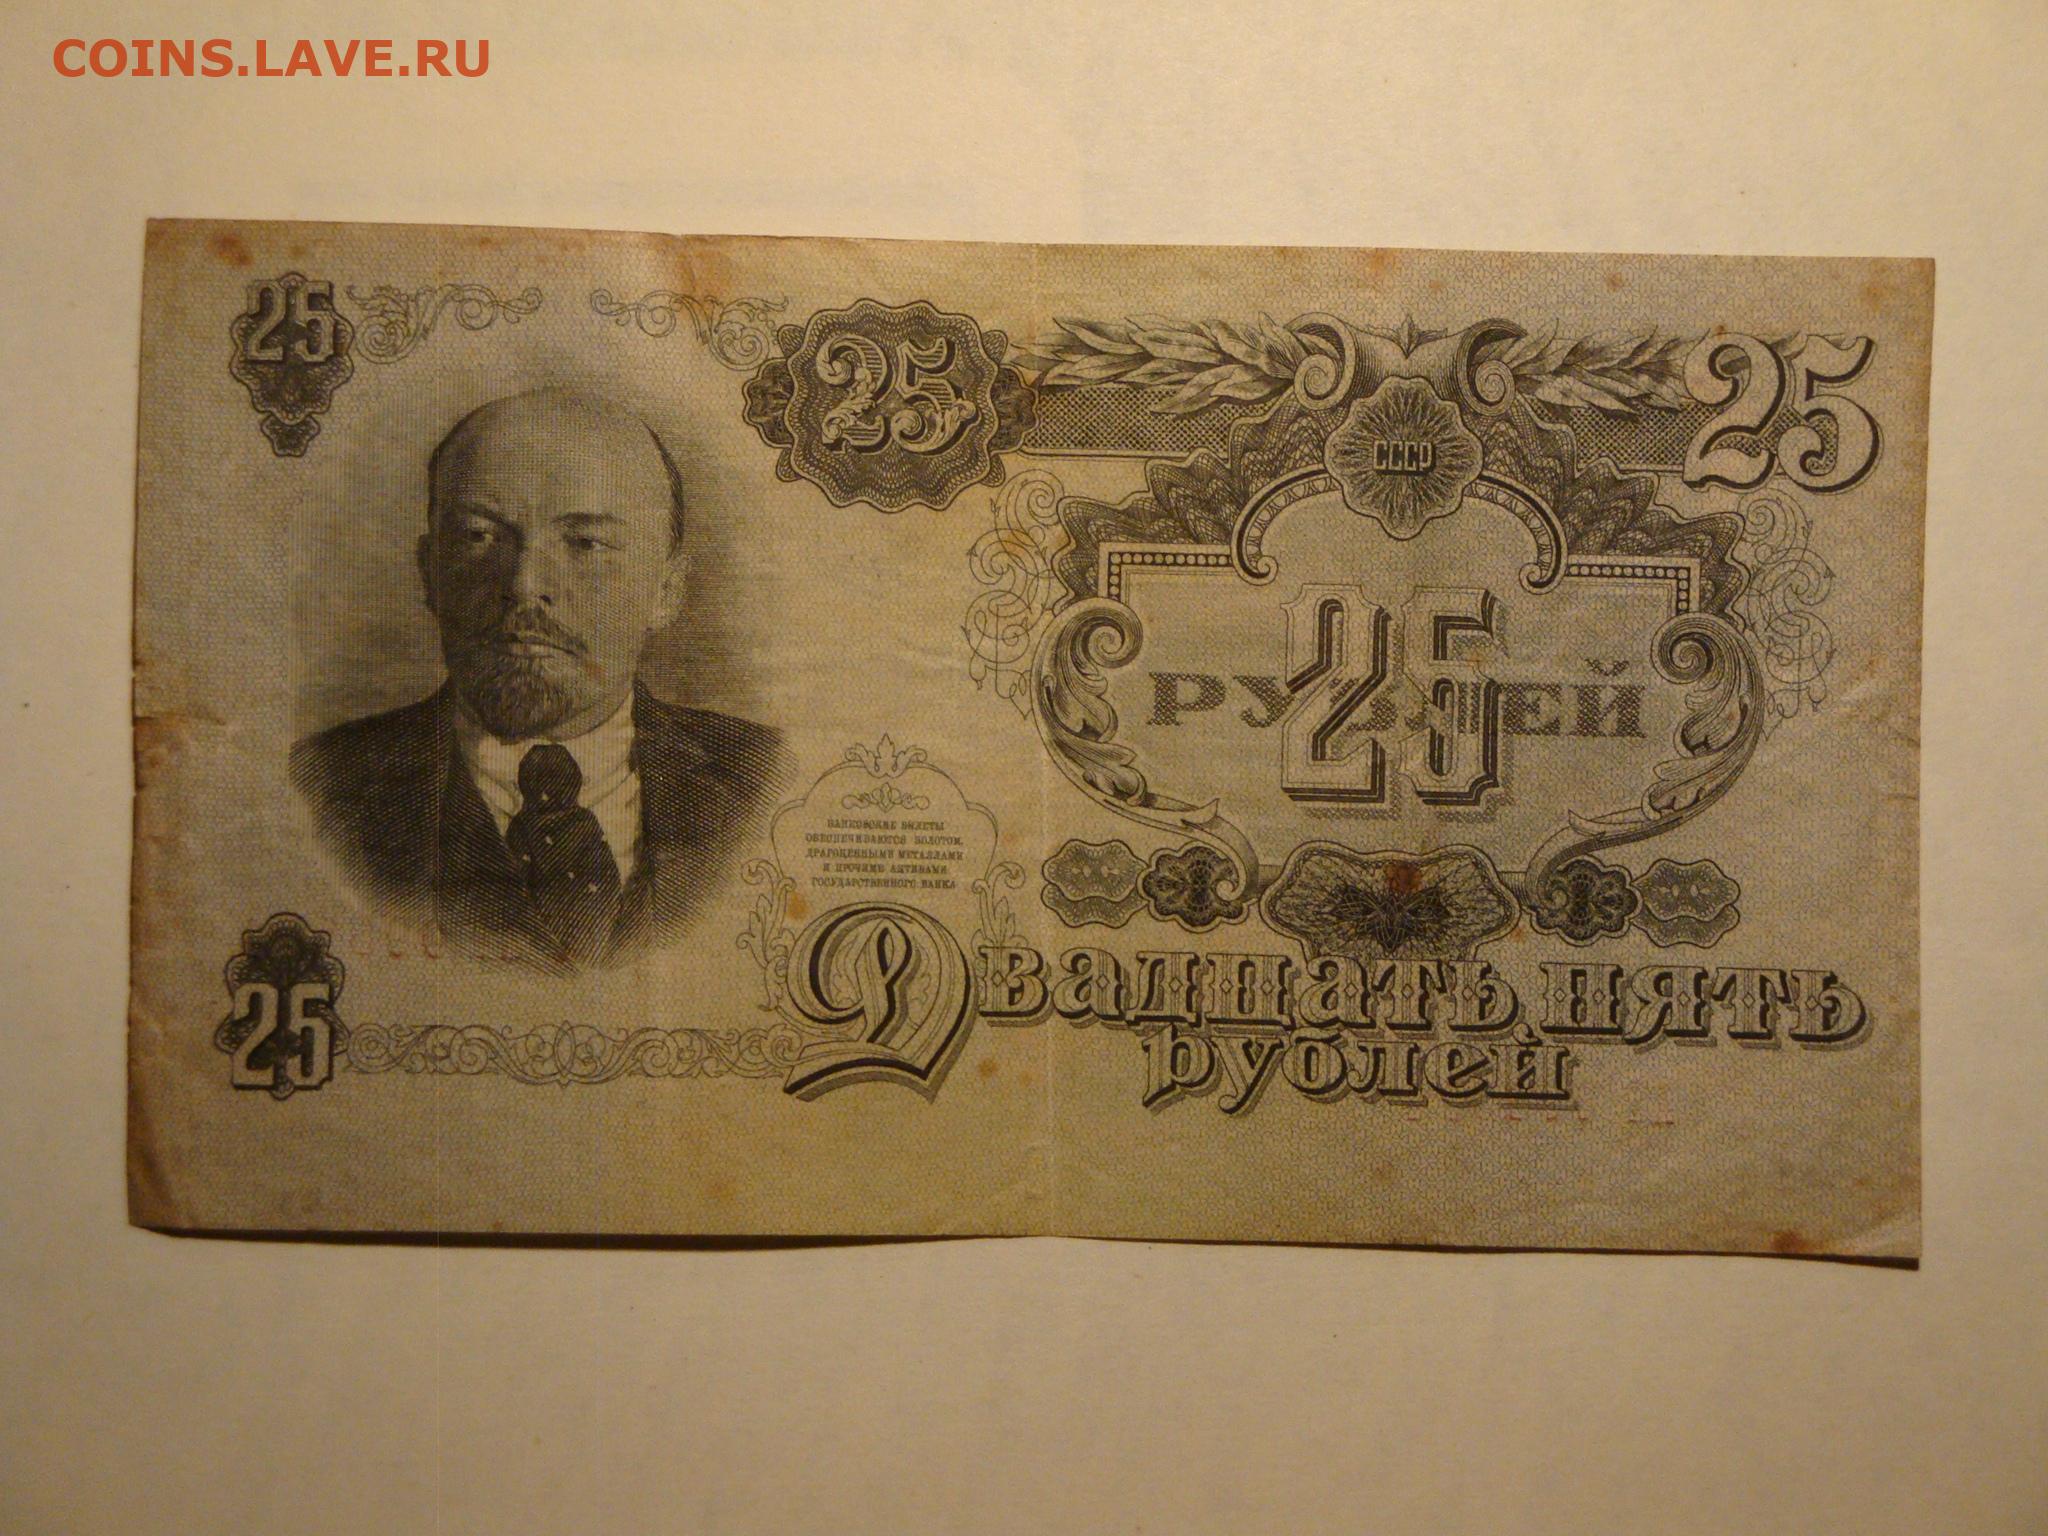 COINS.LAVE.RU
25
25
25
СССР
25
РУБЛЕЙ
БАНКОВСКИЕ БИЛЕТЫ
ОБЕСПЕЧИВАЮТСЯ ЗОЛОТОМ,
ДРАГОЦЕННЫМИ МЕТАЛЛАМИ
И ПРОЧИМИ АКТИВАМИ
ГОСУДАРСТВЕННОГО БАНКА
25
Двадцать пять
рублей